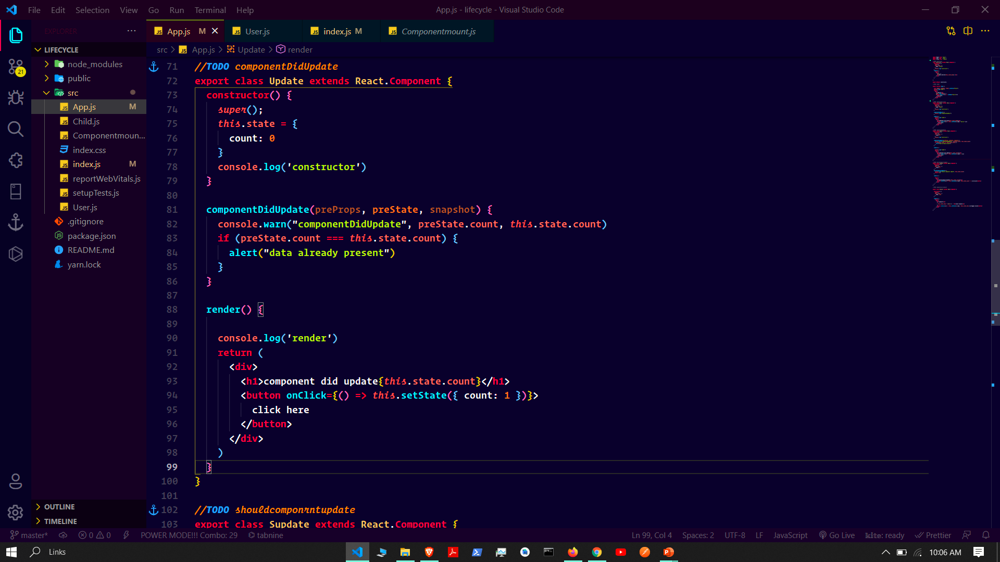 File Edit Selection View Go Run Terminal Help
App.js - lifecycle - Visual Studio Code
EXPLORER
App.js M
User.js
index.js M
Componentmount.js
LIFECYCLE
src > App.js > Update > render
node_modules
public
src
App.js M
Child.js
Componentmoun...
index.css
index.js M
reportWebVitals.js
setupTests.js
User.js
.gitignore
package.json
README.md
yarn.lock
21
OUTLINE
TIMELINE
71 //TODO componentDidUpdate
72 export class Update extends React.Component {
73 constructor() {
74 super();
75 this.state = {
76 count: 0
77 }
78 console.log('constructor')
79 }
80
81 componentDidUpdate(preProps, preState, snapshot) {
82 console.warn("componentDidUpdate", preState.count, this.state.count)
83 if (preState.count === this.state.count) {
84 alert("data already present")
85 }
86 }
87
88 render() {
89
90 console.log('render')
91 return (
92 <div>
93 <h1>component did update{this.state.count}</h1>
94 <button onClick={() => this.setState({ count: 1 })}>
95 click here
96 </button>
97 </div>
98 )
99 }
100 }
101
102 //TODO shouldcomponrntupdate
103 export class Supdate extends React.Component {
master* 0 0 POWER MODE!!! Combo: 29 tabnine
Ln 99, Col 4 Spaces: 2 UTF-8 LF JavaScript Go Live kite: ready Prettier
Links
10:06 AM